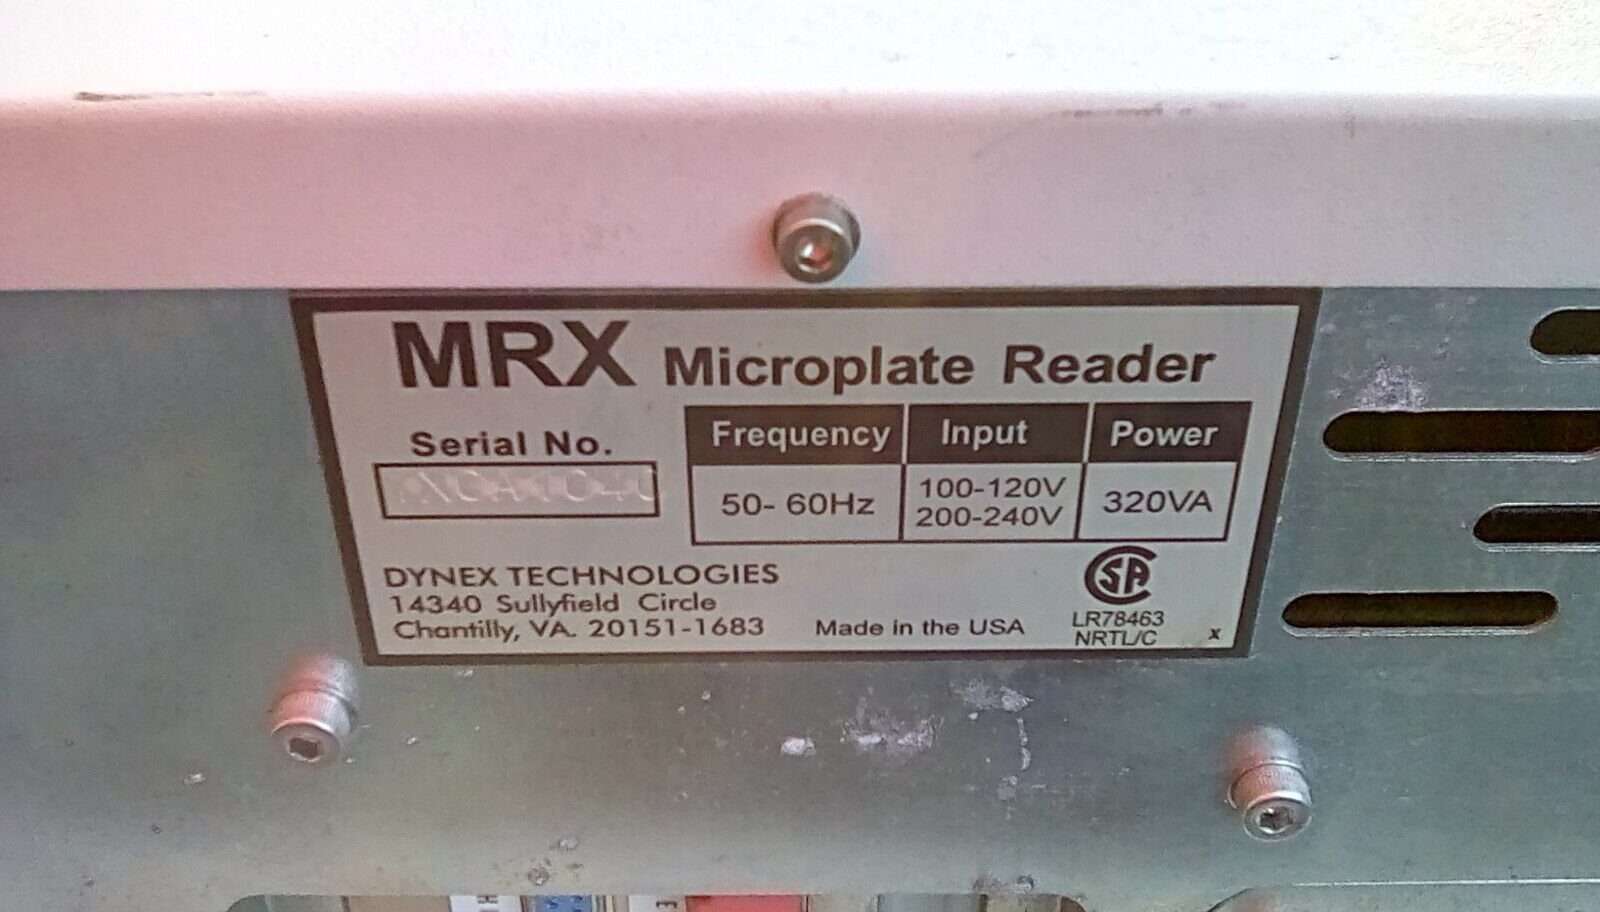 MRX Microplate Reader
Serial No.
Frequency Input Power
50- 60Hz 100-120V 200-240V 320VA
DYNEX TECHNOLOGIES
14340 Sullyfield Circle
Chantilly, VA. 20151-1683
Made in the USA
SA
LR78463
NRTL/C
x